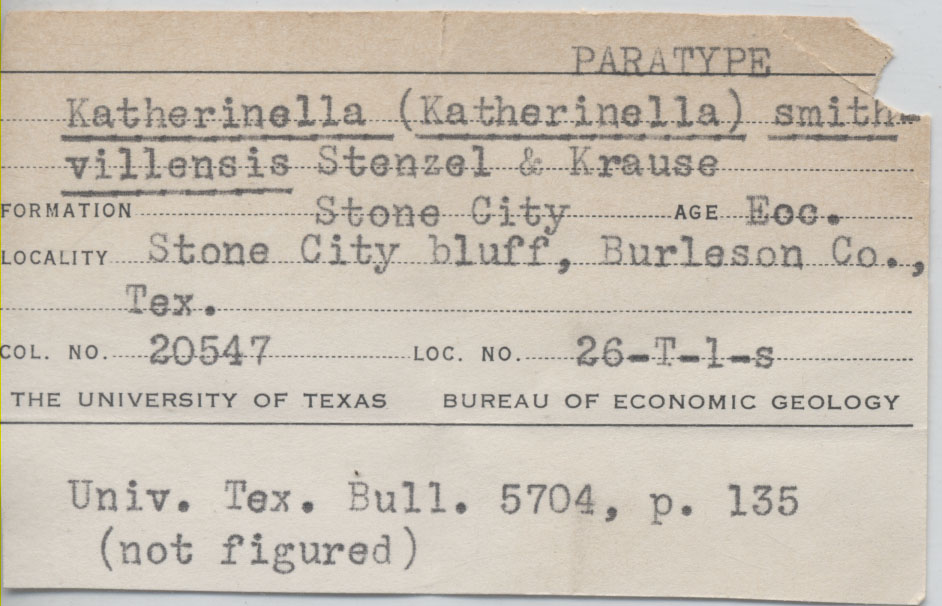 PARATYPE
Katherinella (Katherinella) smith-
villensis Stenzel & Krause
FORMATION Stone City AGE Eoc.
LOCALITY Stone City bluff, Burleson Co.,
Tex.
COL. NO. 20547 LOC. NO. 26-T-1-s
THE UNIVERSITY OF TEXAS BUREAU OF ECONOMIC GEOLOGY
Univ. Tex. Bull. 5704, p. 135
(not figured)